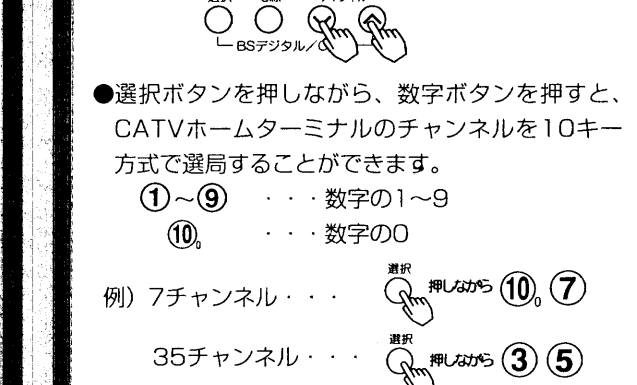 BSデジタル/C
●選択ボタンを押しながら、数字ボタンを押すと、
CATVホームターミナルのチャンネルを10キー
方式で選局することができます。
①～⑨ ・・・数字の1～9
⑩0 ・・・数字の0
選択
例）7チャンネル・・・ 押しながら ⑩0 ⑦
選択
35チャンネル・・・ 押しながら ③ ⑤